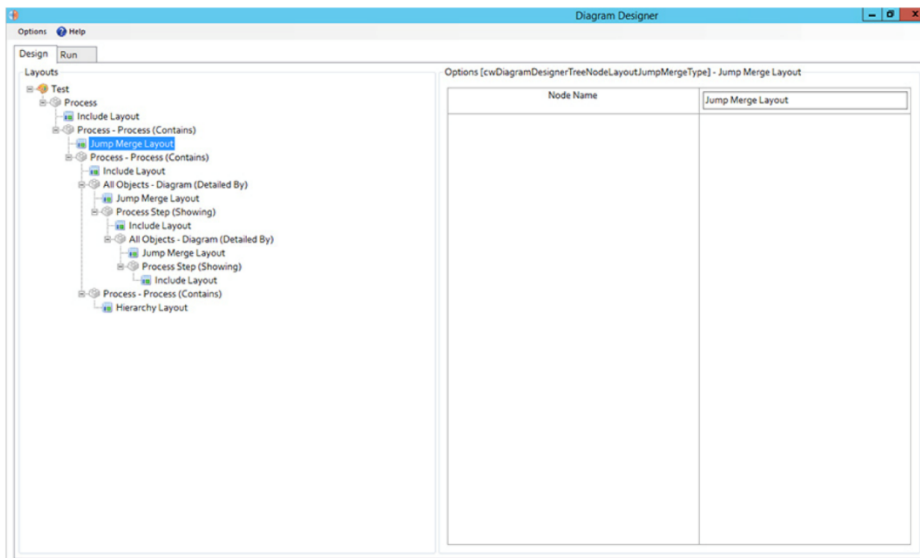 Diagram Designer
Options Help
Design Run
Layouts
Test
Process
Include Layout
Process - Process (Contains)
Jump Merge Layout
Process - Process (Contains)
Include Layout
All Objects - Diagram (Detailed By)
Jump Merge Layout
Process Step (Showing)
Include Layout
All Objects - Diagram (Detailed By)
Jump Merge Layout
Process Step (Showing)
Include Layout
Process - Process (Contains)
Hierarchy Layout
Options [cwDiagramDesignerTreeNodeLayoutJumpMergeType] - Jump Merge Layout
Node Name Jump Merge Layout